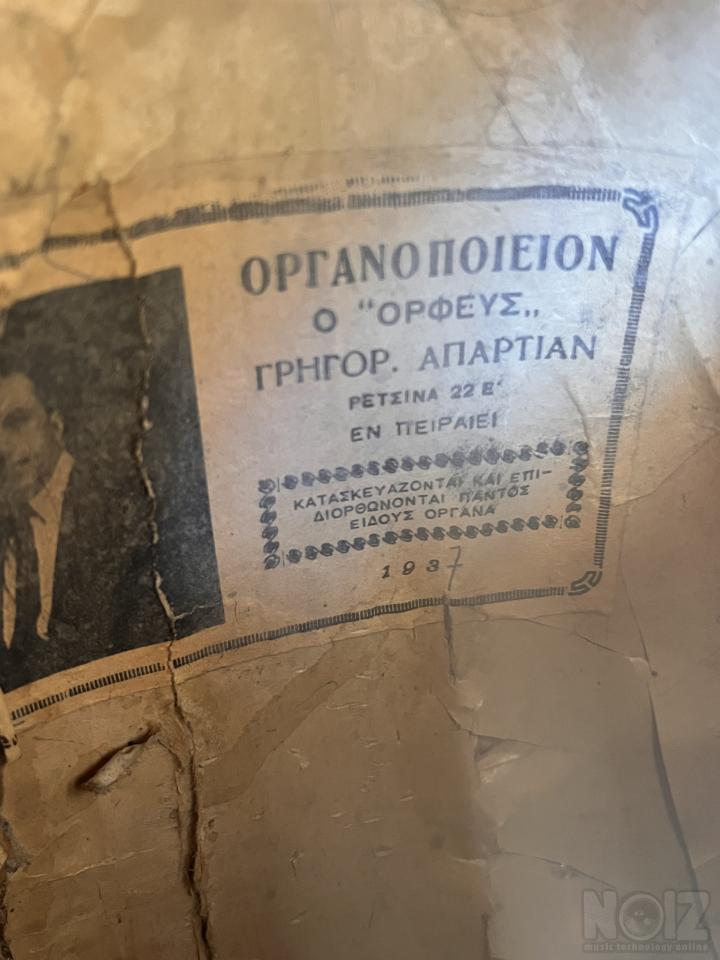 ΟΡΓΑΝΟΠΟΙΕΙΟΝ
Ο "ΟΡΦΕΥΣ„
ΓΡΗΓΟΡ. ΑΠΑΡΤΙΑΝ
ΡΕΤΣΙΝΑ 22 Β'
ΕΝ ΠΕΙΡΑΙΕΙ
ΚΑΤΑΣΚΕΥΑΖΟΝΤΑΙ ΚΑΙ ΕΠΙ-
ΔΙΟΡΘΩΝΟΝΤΑΙ ΠΑΝΤΟΣ
ΕΙΔΟΥΣ ΟΡΓΑΝΑ
1937
NOIZ
music technology online